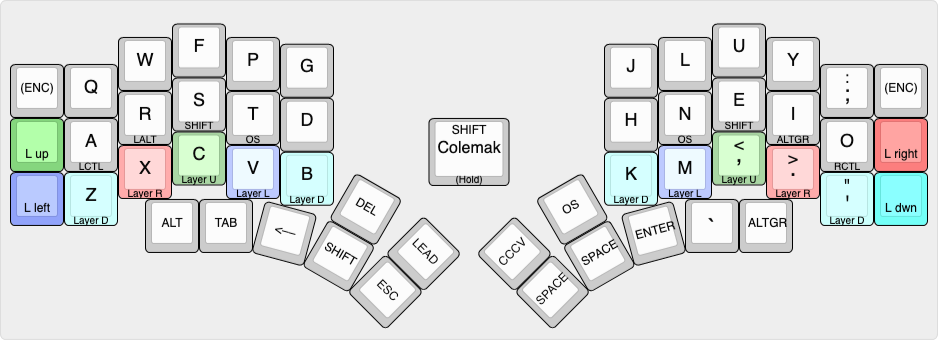 (ENC) Q W F P G
L up A R S T D
LCTL LALT SHIFT OS
L left Z X C V B
Layer D Layer R Layer U Layer L Layer D
ALT TAB <— DEL
SHIFT LEAD
ESC
SHIFT
Colemak
(Hold)
J L U Y : ; (ENC)
H N E I O L right
OS SHIFT ALTGR RCTL
K M < , > . " ' L dwn
Layer D Layer L Layer U Layer R Layer D
OS ENTER ` ALTGR
CCCV SPACE
SPACE